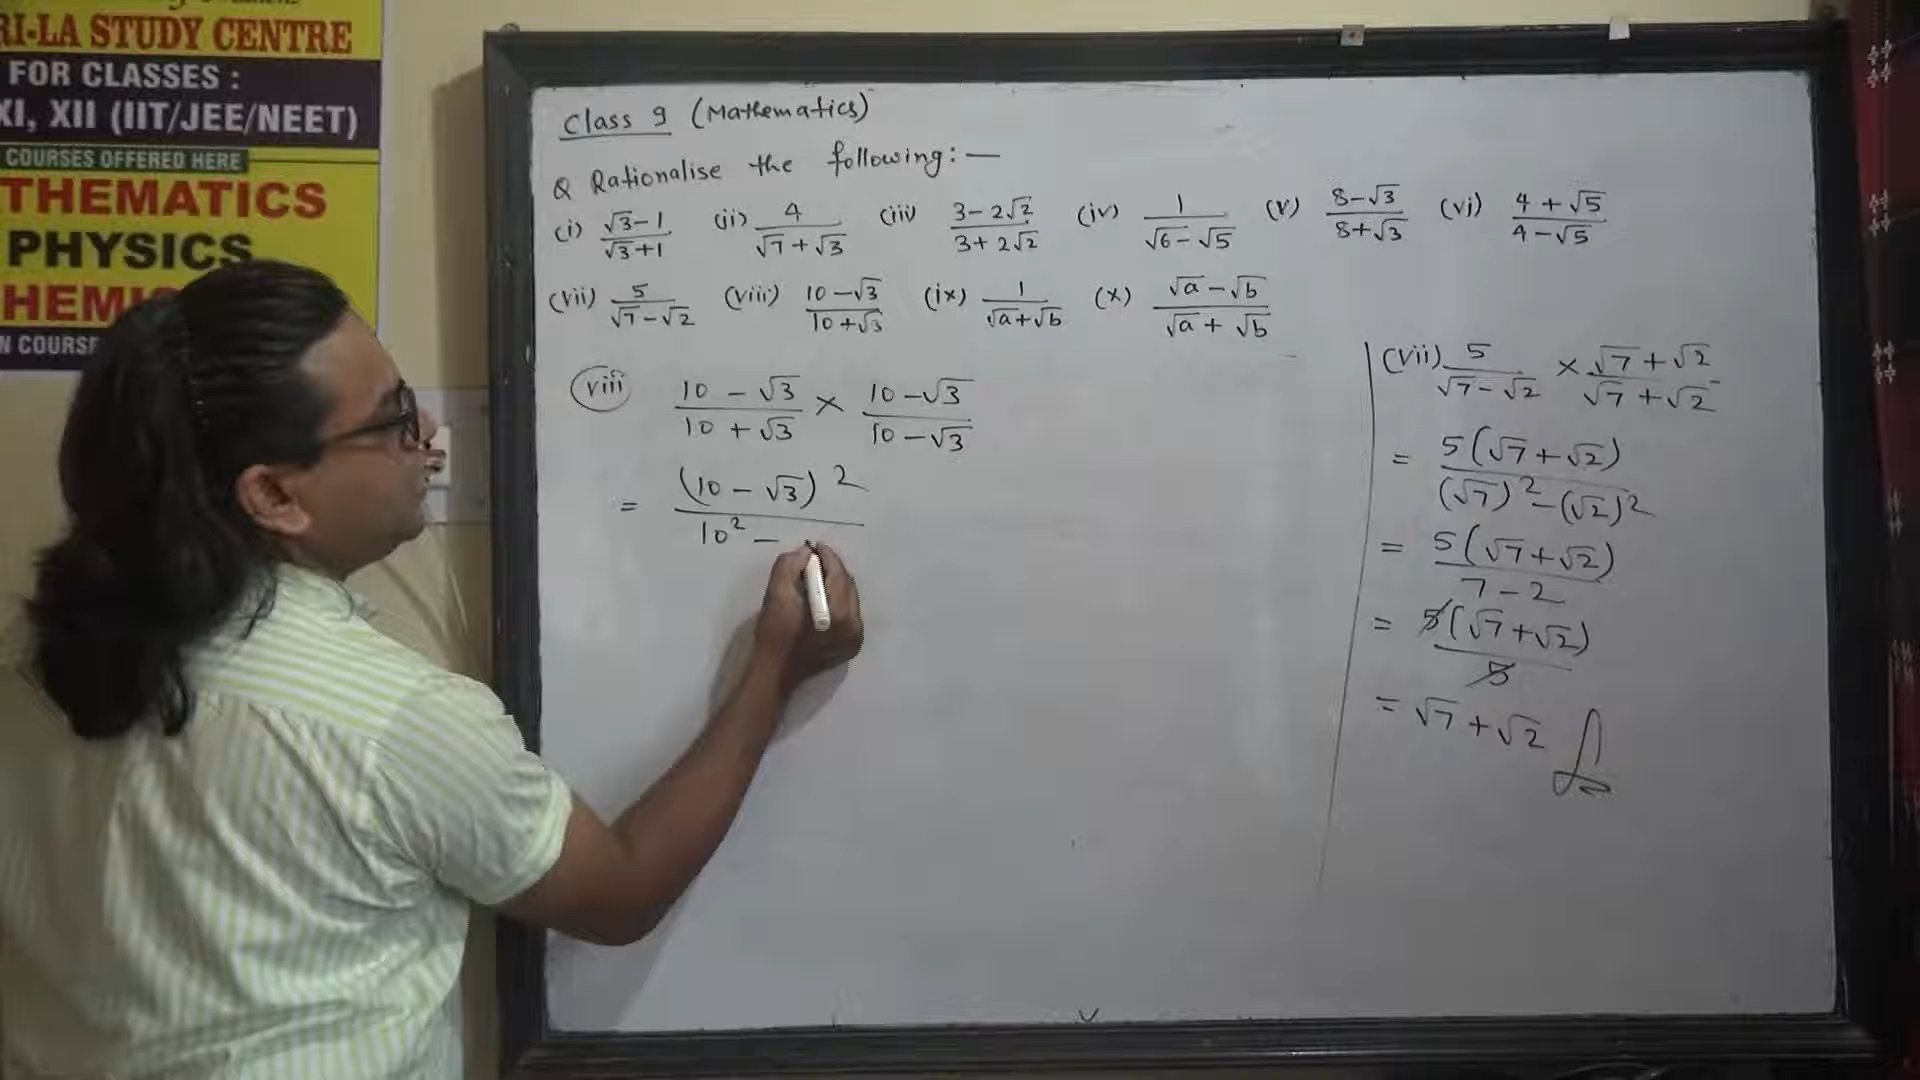 RI-LA STUDY CENTRE
FOR CLASSES :
XI, XII (IIT/JEE/NEET)
COURSES OFFERED HERE
THEMATICS
PHYSICS
HEMI
N COURSE
Class 9 (Mathematics)
Q Rationalise the following:—
(i) (√3-1)/(√3+1) (ii) 4/(√7+√3) (iii) (3-2√2)/(3+2√2) (iv) 1/(√6-√5) (v) (8-√3)/(8+√3) (vi) (4+√5)/(4-√5)
(vii) 5/(√7-√2) (viii) (10-√3)/(10+√3) (ix) 1/(√a+√b) (x) (√a-√b)/(√a+√b)
viii (10-√3)/(10+√3) × (10-√3)/(10-√3)
= (10-√3)²/10² -
(vii) 5/(√7-√2) × (√7+√2)/(√7+√2)
= 5(√7+√2)/((√7)²-(√2)²)
= 5(√7+√2)/(7-2)
= 5(√7+√2)/5
= √7+√2